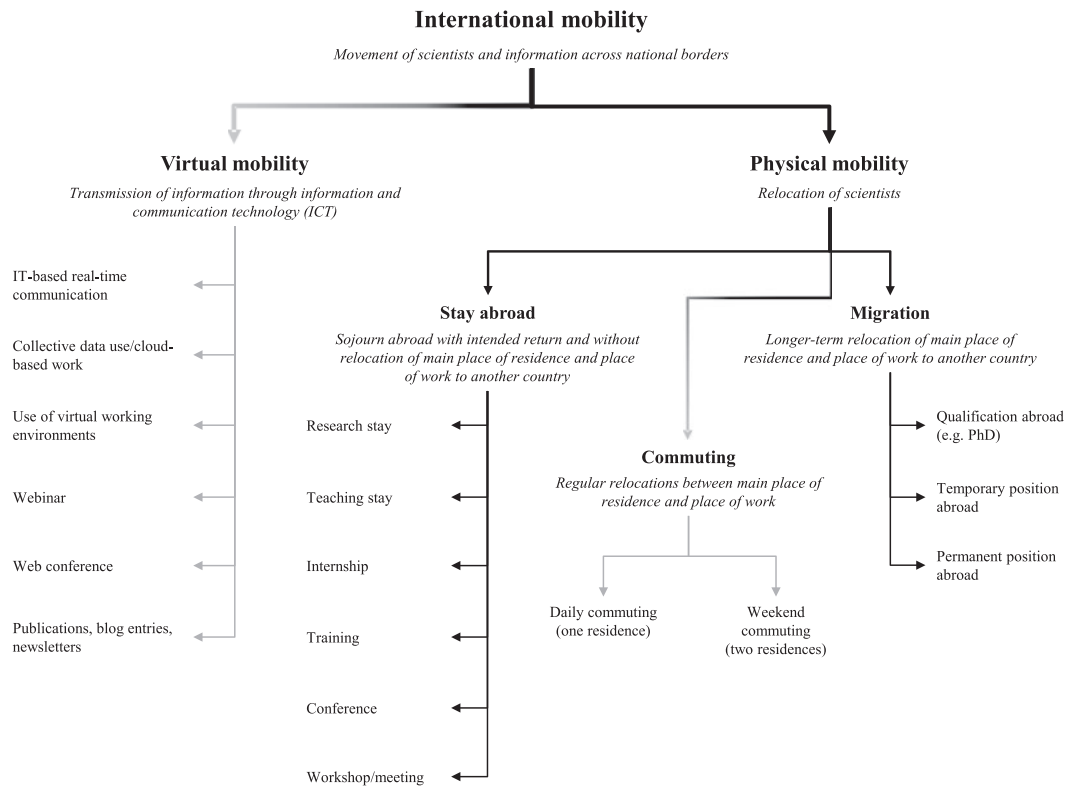 International mobility
Movement of scientists and information across national borders
Virtual mobility
Transmission of information through information and
communication technology (ICT)
IT-based real-time
communication
Collective data use/cloud-
based work
Use of virtual working
environments
Webinar
Web conference
Publications, blog entries,
newsletters
Physical mobility
Relocation of scientists
Stay abroad
Sojourn abroad with intended return and without
relocation of main place of residence and place
of work to another country
Research stay
Teaching stay
Internship
Training
Conference
Workshop/meeting
Commuting
Regular relocations between main place of
residence and place of work
Daily commuting
(one residence)
Weekend
commuting
(two residences)
Migration
Longer-term relocation of main place of
residence and place of work to another country
Qualification abroad
(e.g. PhD)
Temporary position
abroad
Permanent position
abroad